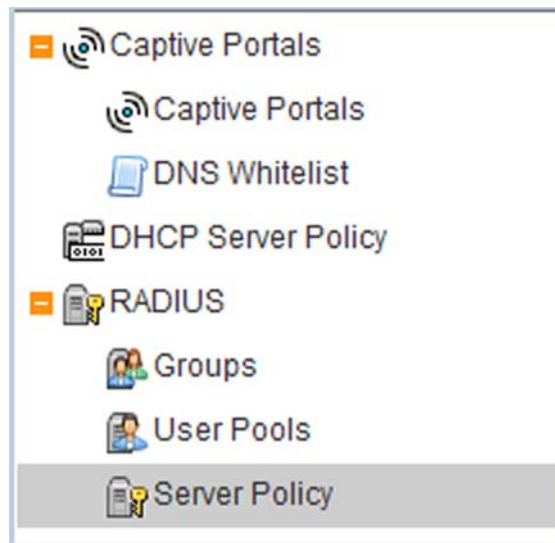 Captive Portals
Captive Portals
DNS Whitelist
DHCP Server Policy
RADIUS
Groups
User Pools
Server Policy